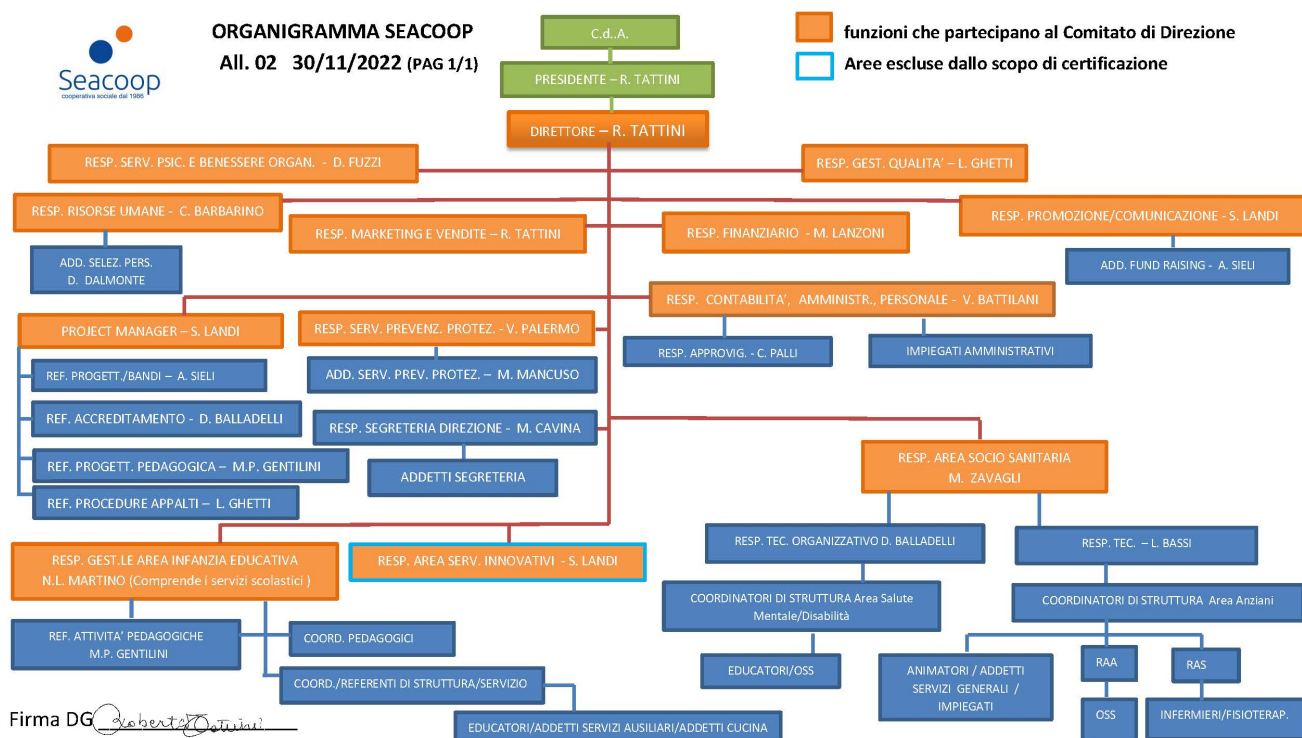 Seacoop
cooperativa sociale dal 1986
ORGANIGRAMMA SEACOOP
All. 02 30/11/2022 (PAG 1/1)
C.d..A.
PRESIDENTE – R. TATTINI
DIRETTORE – R. TATTINI
funzioni che partecipano al Comitato di Direzione
Aree escluse dallo scopo di certificazione
RESP. SERV. PSIC. E BENESSERE ORGAN. - D. FUZZI
RESP. GEST. QUALITA' – L. GHETTI
RESP. RISORSE UMANE - C. BARBARINO
RESP. MARKETING E VENDITE – R. TATTINI
RESP. FINANZIARIO - M. LANZONI
RESP. PROMOZIONE/COMUNICAZIONE - S. LANDI
ADD. SELEZ. PERS.
D. DALMONTE
ADD. FUND RAISING - A. SIELI
RESP. CONTABILITA', AMMINISTR., PERSONALE - V. BATTILANI
PROJECT MANAGER – S. LANDI
RESP. SERV. PREVENZ. PROTEZ. - V. PALERMO
RESP. APPROVIG. - C. PALLI
IMPIEGATI AMMINISTRATIVI
REF. PROGETT./BANDI – A. SIELI
ADD. SERV. PREV. PROTEZ. – M. MANCUSO
REF. ACCREDITAMENTO - D. BALLADELLI
RESP. SEGRETERIA DIREZIONE - M. CAVINA
REF. PROGETT. PEDAGOGICA – M.P. GENTILINI
ADDETTI SEGRETERIA
REF. PROCEDURE APPALTI – L. GHETTI
RESP. AREA SOCIO SANITARIA
M. ZAVAGLI
RESP. GEST.LE AREA INFANZIA EDUCATIVA
N.L. MARTINO (Comprende i servizi scolastici )
RESP. AREA SERV. INNOVATIVI - S. LANDI
RESP. TEC. ORGANIZZATIVO D. BALLADELLI
RESP. TEC. – L. BASSI
COORDINATORI DI STRUTTURA Area Salute
Mentale/Disabilità
COORDINATORI DI STRUTTURA Area Anziani
REF. ATTIVITA' PEDAGOGICHE
M.P. GENTILINI
COORD. PEDAGOGICI
EDUCATORI/OSS
ANIMATORI / ADDETTI
SERVIZI GENERALI /
IMPIEGATI
RAA
RAS
COORD./REFERENTI DI STRUTTURA/SERVIZIO
OSS
INFERMIERI/FISIOTERAP.
EDUCATORI/ADDETTI SERVIZI AUSILIARI/ADDETTI CUCINA
Firma DG